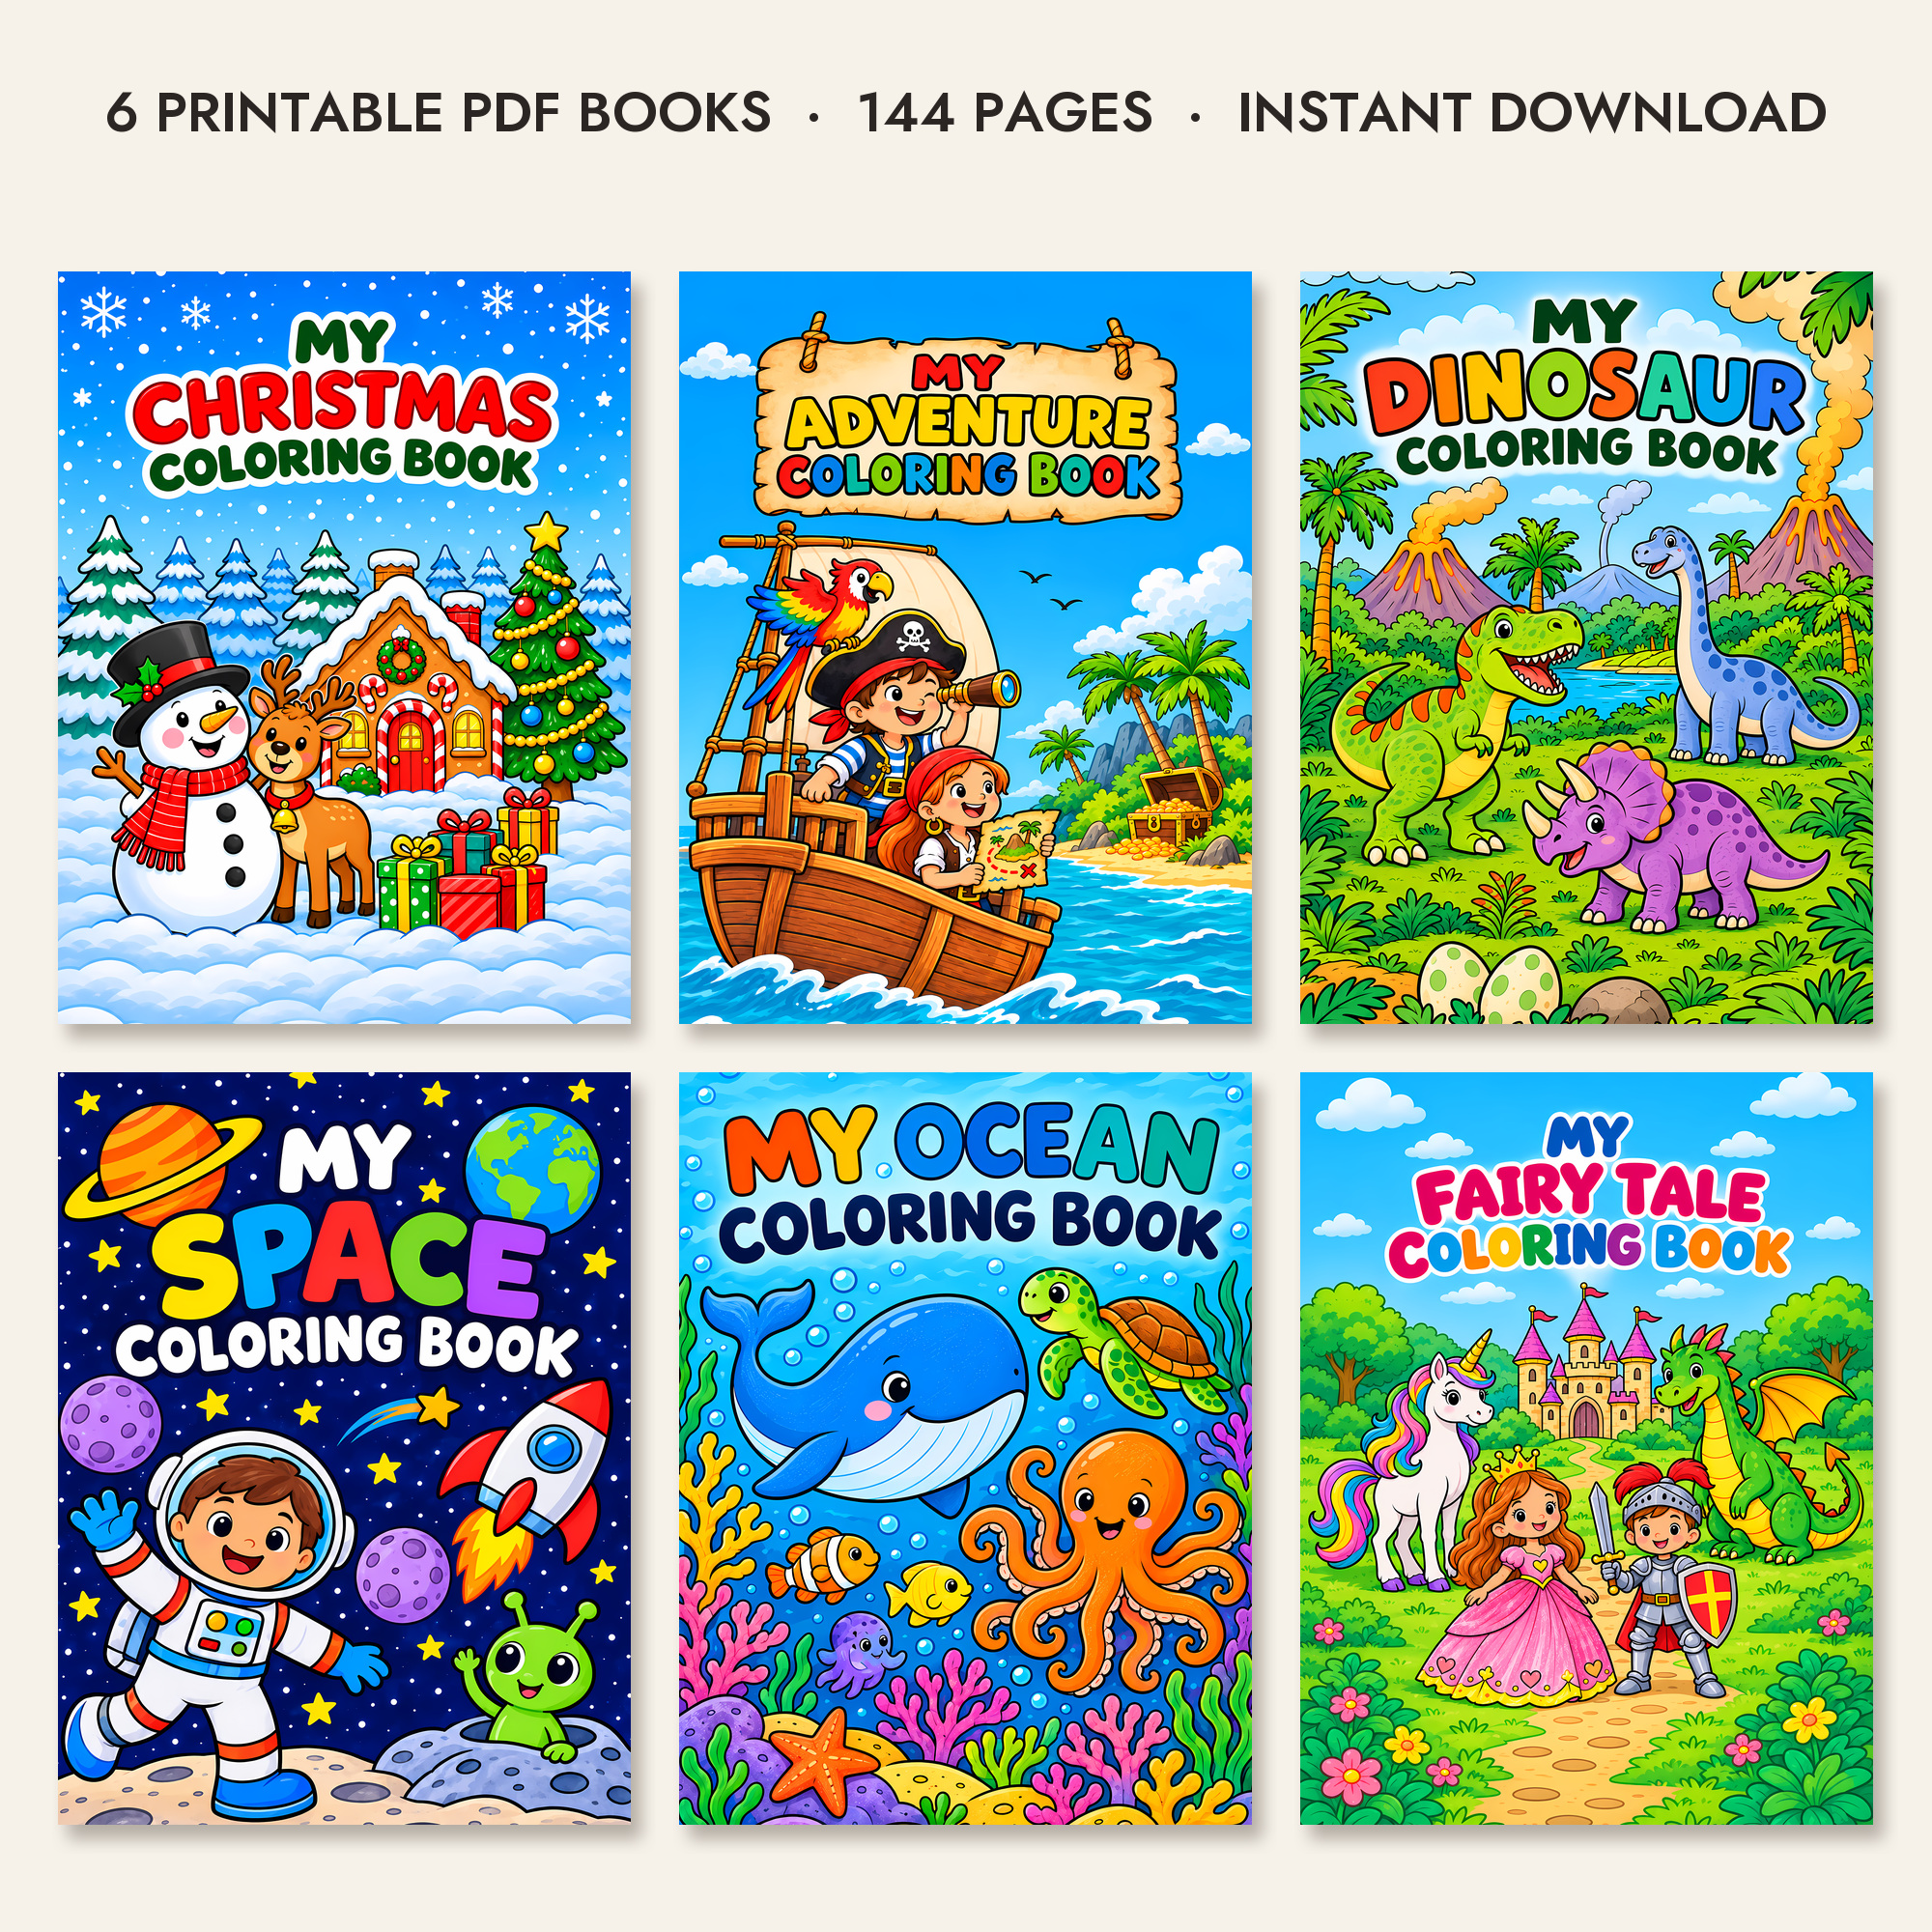 6 PRINTABLE PDF BOOKS · 144 PAGES · INSTANT DOWNLOAD
MY
CHRISTMAS
COLORING BOOK
MY
ADVENTURE
COLORING BOOK
MY
DINOSAUR
COLORING BOOK
MY
SPACE
COLORING BOOK
MY OCEAN
COLORING BOOK
MY
FAIRY TALE
COLORING BOOK